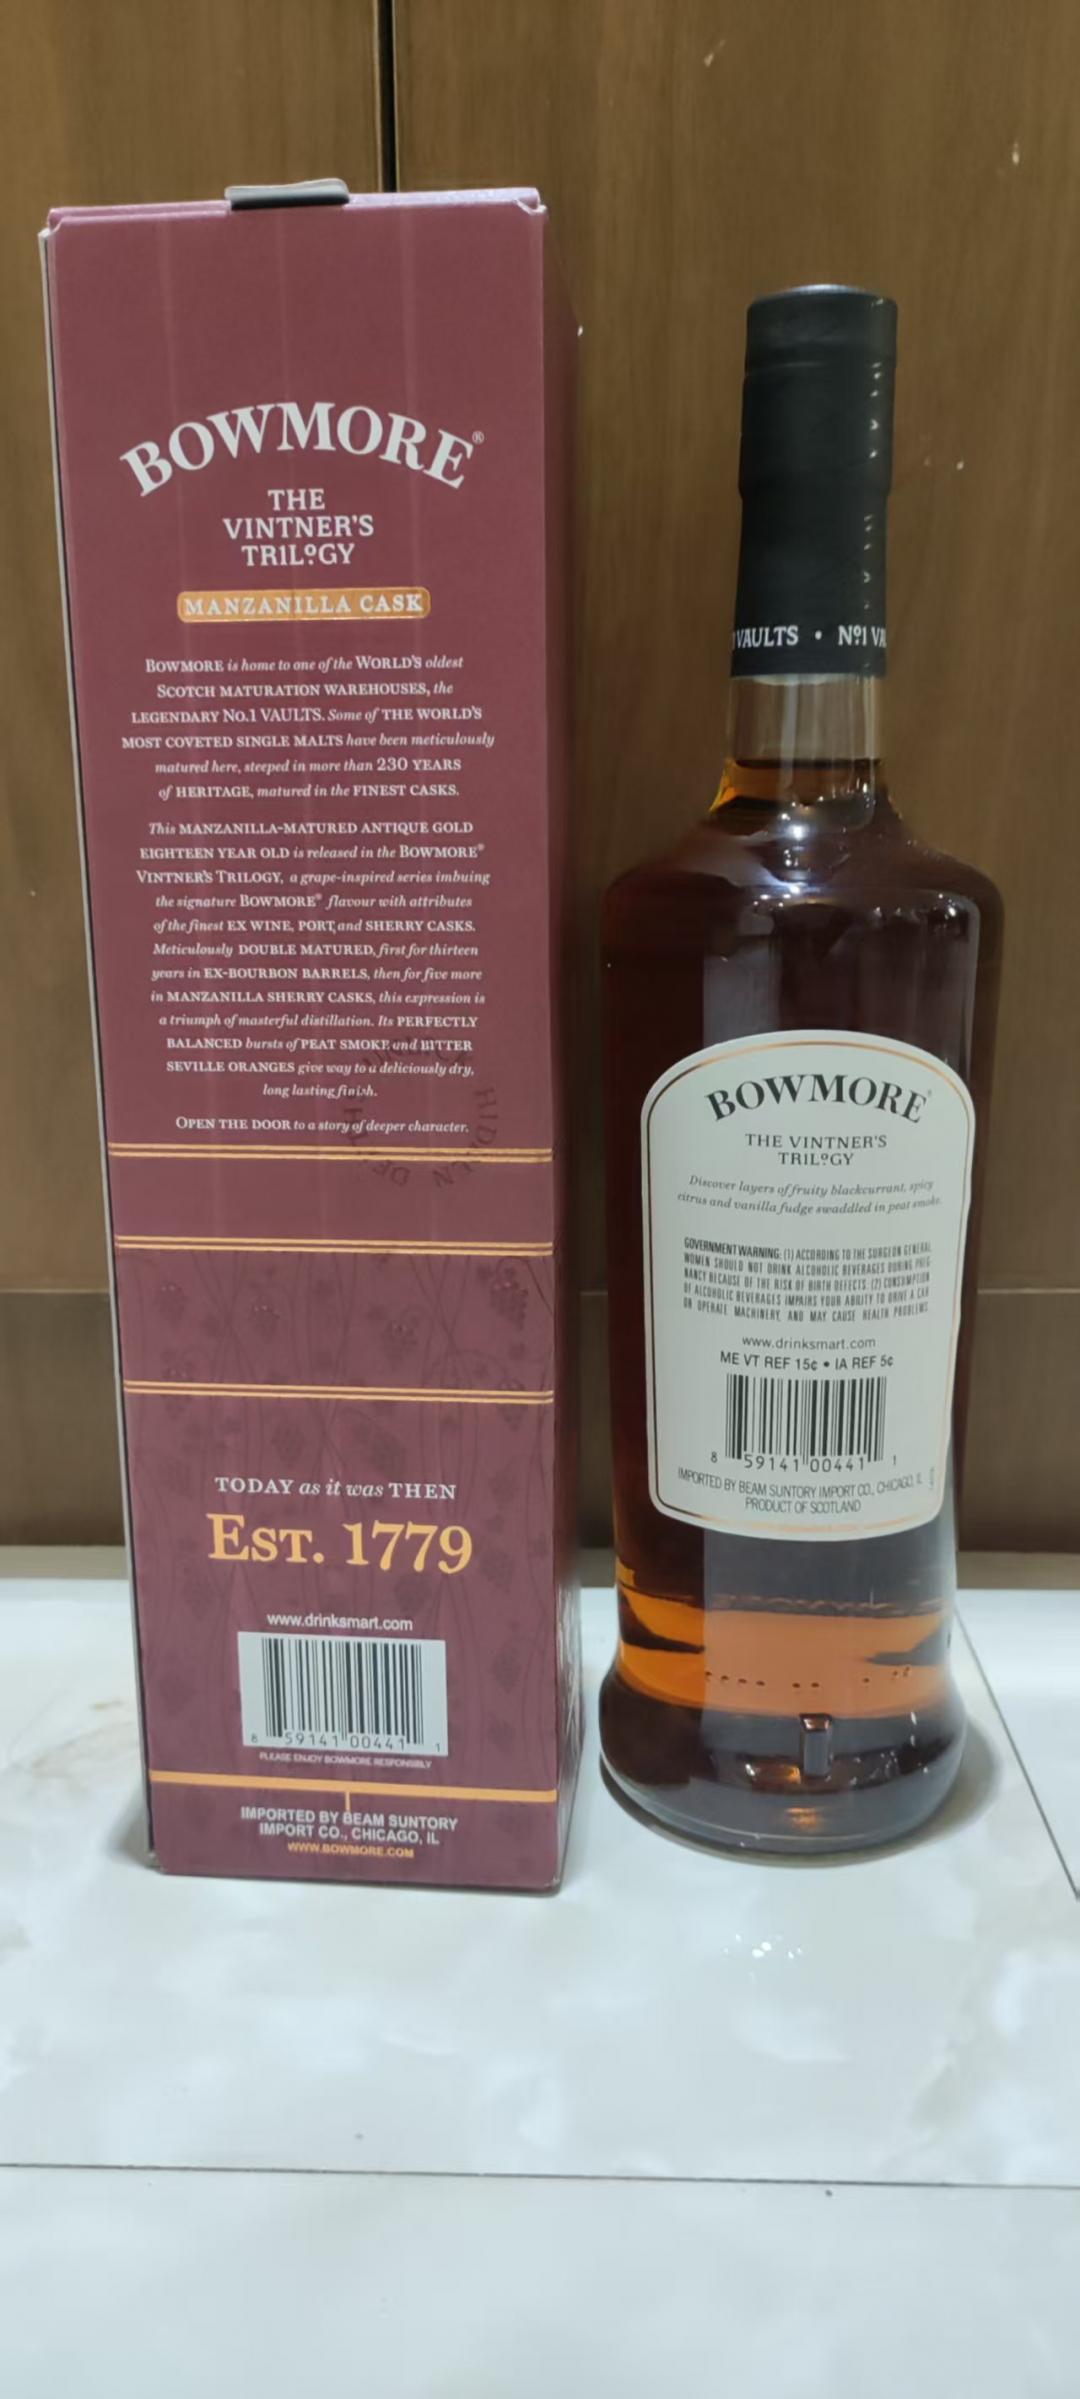 BOWMORE®
THE
VINTNER'S
TRILOGY
MANZANILLA CASK
BOWMORE is home to one of the WORLD'S oldest
SCOTCH MATURATION WAREHOUSES, the
LEGENDARY No.1 VAULTS. Some of THE WORLD'S
MOST COVETED SINGLE MALTS have been meticulously
matured here, steeped in more than 230 YEARS
of HERITAGE, matured in the FINEST CASKS.
This MANZANILLA-MATURED ANTIQUE GOLD
EIGHTEEN YEAR OLD is released in the BOWMORE®
VINTNER'S TRILOGY, a grape-inspired series imbuing
the signature BOWMORE® flavour with attributes
of the finest EX WINE, PORT, and SHERRY CASKS.
Meticulously DOUBLE MATURED, first for thirteen
years in EX-BOURBON BARRELS, then for five more
in MANZANILLA SHERRY CASKS, this expression is
a triumph of masterful distillation. Its PERFECTLY
BALANCED bursts of PEAT SMOKE and BITTER
SEVILLE ORANGES give way to a deliciously dry,
long lasting finish.
OPEN THE DOOR to a story of deeper character.
TODAY as it was THEN
EST. 1779
www.drinksmart.com
8 59141 00441 1
PLEASE ENJOY BOWMORE RESPONSIBLY
IMPORTED BY BEAM SUNTORY
IMPORT CO., CHICAGO, IL
WWW.BOWMORE.COM
VAULTS • Nº1 VA
BOWMORE®
THE VINTNER'S
TRILOGY
Discover layers of fruity blackcurrant, spicy
citrus and vanilla fudge swaddled in peat smoke.
GOVERNMENT WARNING: (1) ACCORDING TO THE SURGEON GENERAL,
WOMEN SHOULD NOT DRINK ALCOHOLIC BEVERAGES DURING PREG-
NANCY BECAUSE OF THE RISK OF BIRTH DEFECTS. (2) CONSUMPTION
OF ALCOHOLIC BEVERAGES IMPAIRS YOUR ABILITY TO DRIVE A CAR
OR OPERATE MACHINERY, AND MAY CAUSE HEALTH PROBLEMS.
www.drinksmart.com
ME VT REF 15¢ • IA REF 5¢
8 59141 00441 1
IMPORTED BY BEAM SUNTORY IMPORT CO., CHICAGO, IL
PRODUCT OF SCOTLAND